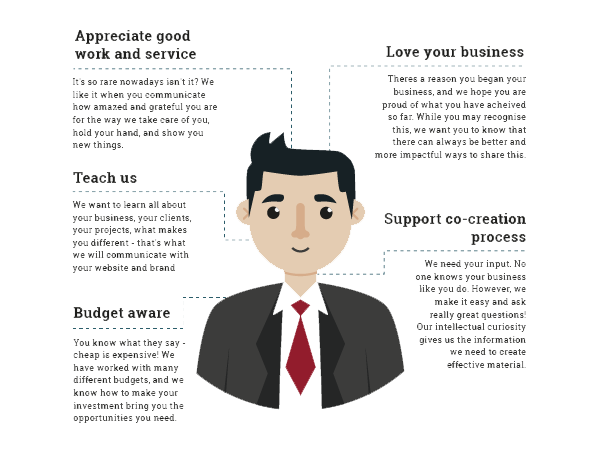 Appreciate good
work and service
It's so rare nowadays isn't it? We
like it when you communicate
how amazed and grateful you are
for the way we take care of you,
hold your hand, and show you
new things.
Teach us
We want to learn all about
your business, your clients,
your projects, what makes
you different - that's what
we will communicate with
your website and brand
Budget aware
You know what they say -
cheap is expensive! We
have worked with many
different budgets, and we
know how to make your
investment bring you the
opportunities you need.
Love your business
Theres a reason you began your
business, and we hope you are
proud of what you have acheived
so far. While you may recognise
this, we want you to know that
there can always be better and
more impactful ways to share this.
Support co-creation
process
We need your input. No
one knows your business
like you do. However, we
make it easy and ask
really great questions!
Our intellectual curiosity
gives us the information
we need to create
effective material.